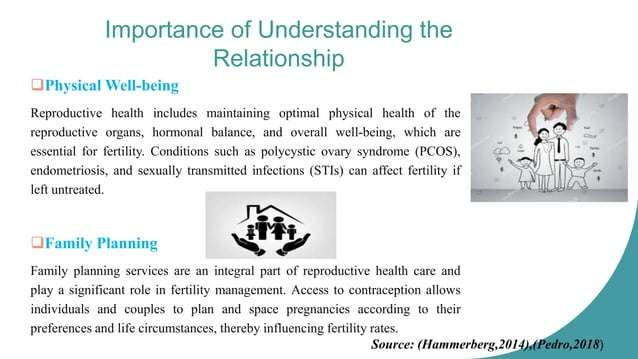 Importance of Understanding the
Relationship
Physical Well-being
Reproductive health includes maintaining optimal physical health of the
reproductive organs, hormonal balance, and overall well-being, which are
essential for fertility. Conditions such as polycystic ovary syndrome (PCOS),
endometriosis, and sexually transmitted infections (STIs) can affect fertility if
left untreated.
Family Planning
Family planning services are an integral part of reproductive health care and
play a significant role in fertility management. Access to contraception allows
individuals and couples to plan and space pregnancies according to their
preferences and life circumstances, thereby influencing fertility rates.
Source: (Hammerberg,2014),(Pedro,2018)